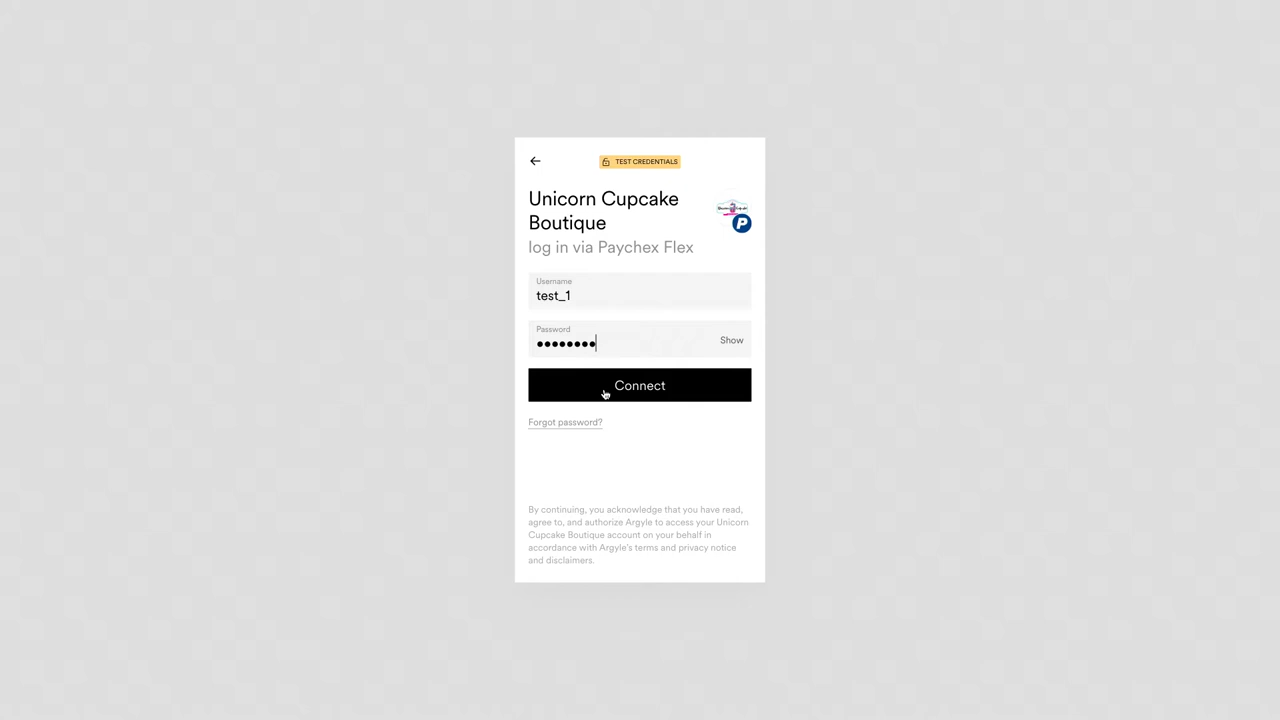 TEST CREDENTIALS
Unicorn Cupcake
Boutique
P
log in via Paychex Flex
Username
test_1
Password
●●●●●●●●
Show
Connect
Forgot password?
By continuing, you acknowledge that you have read,
agree to, and authorize Argyle to access your Unicorn
Cupcake Boutique account on your behalf in
accordance with Argyle's terms and privacy notice
and disclaimers.